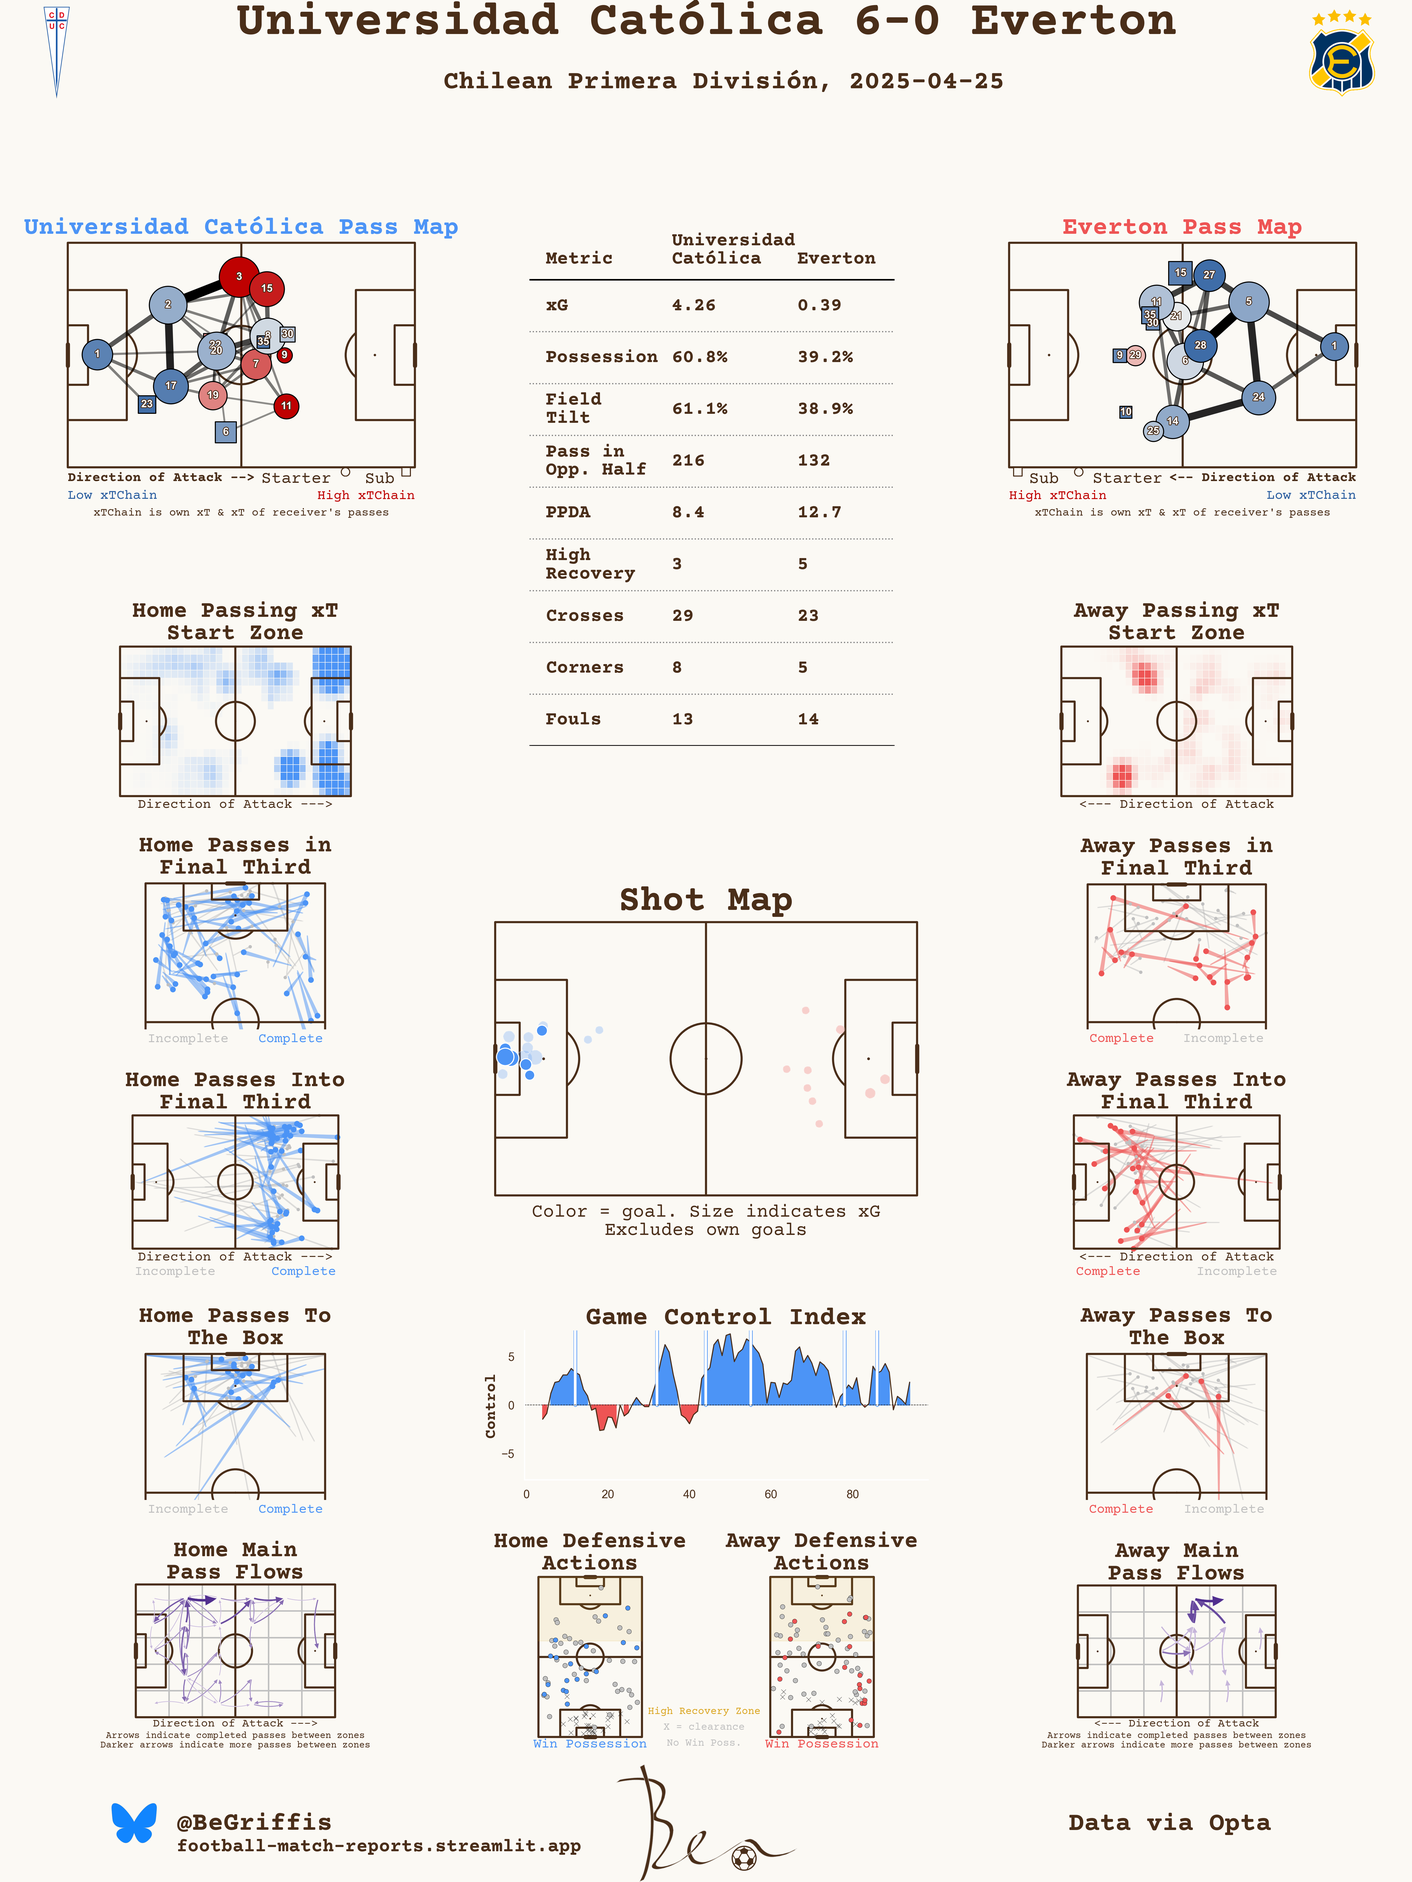 Universidad Católica 6-0 Everton
Chilean Primera División, 2025-04-25
C D
U C
Universidad Católica Pass Map
3
15
2
8
30
35
22
20
1
9
7
17
19
23
11
6
Direction of Attack --> Starter Sub
Low xTChain High xTChain
xTChain is own xT & xT of receiver's passes
Metric Universidad Católica Everton
xG 4.26 0.39
Possession 60.8% 39.2%
Field Tilt 61.1% 38.9%
Pass in Opp. Half 216 132
PPDA 8.4 12.7
High Recovery 3 5
Crosses 29 23
Corners 8 5
Fouls 13 14
Everton Pass Map
15
27
11
5
35
21
30
28
1
9
29
6
24
10
14
25
Sub Starter <-- Direction of Attack
High xTChain Low xTChain
xTChain is own xT & xT of receiver's passes
Home Passing xT
Start Zone
Direction of Attack --->
Away Passing xT
Start Zone
<--- Direction of Attack
Home Passes in
Final Third
Incomplete Complete
Shot Map
Color = goal. Size indicates xG
Excludes own goals
Away Passes in
Final Third
Complete Incomplete
Home Passes Into
Final Third
Direction of Attack --->
Incomplete Complete
Away Passes Into
Final Third
<--- Direction of Attack
Complete Incomplete
Home Passes To
The Box
Incomplete Complete
Game Control Index
Control
5
0
−5
0 20 40 60 80
Away Passes To
The Box
Complete Incomplete
Home Main
Pass Flows
Direction of Attack --->
Arrows indicate completed passes between zones
Darker arrows indicate more passes between zones
Home Defensive
Actions
Win Possession
High Recovery Zone
X = clearance
No Win Poss.
Away Defensive
Actions
Win Possession
Away Main
Pass Flows
<--- Direction of Attack
Arrows indicate completed passes between zones
Darker arrows indicate more passes between zones
@BeGriffis
football-match-reports.streamlit.app
Ben
Data via Opta